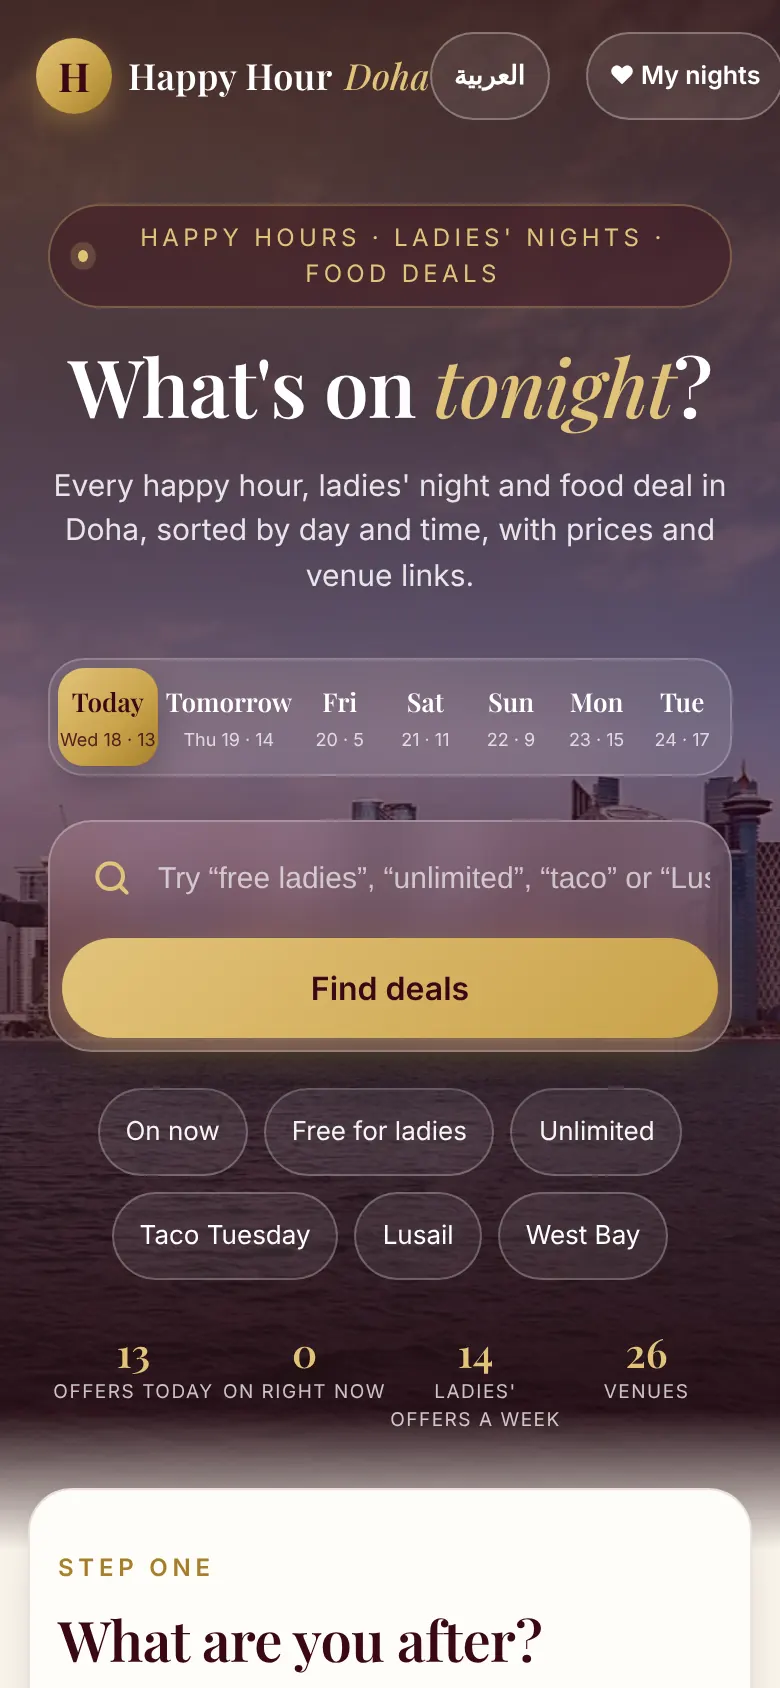 H Happy Hour Doha العربية ♥ My nights
HAPPY HOURS · LADIES' NIGHTS ·
FOOD DEALS
What's on tonight?
Every happy hour, ladies' night and food deal in
Doha, sorted by day and time, with prices and
venue links.
Today Tomorrow Fri Sat Sun Mon Tue
Wed 18 · 13 Thu 19 · 14 20 · 5 21 · 11 22 · 9 23 · 15 24 · 17
Try “free ladies”, “unlimited”, “taco” or “Lus
Find deals
On now Free for ladies Unlimited
Taco Tuesday Lusail West Bay
13 0 14 26
OFFERS TODAY ON RIGHT NOW LADIES' VENUES
OFFERS A WEEK
STEP ONE
What are you after?